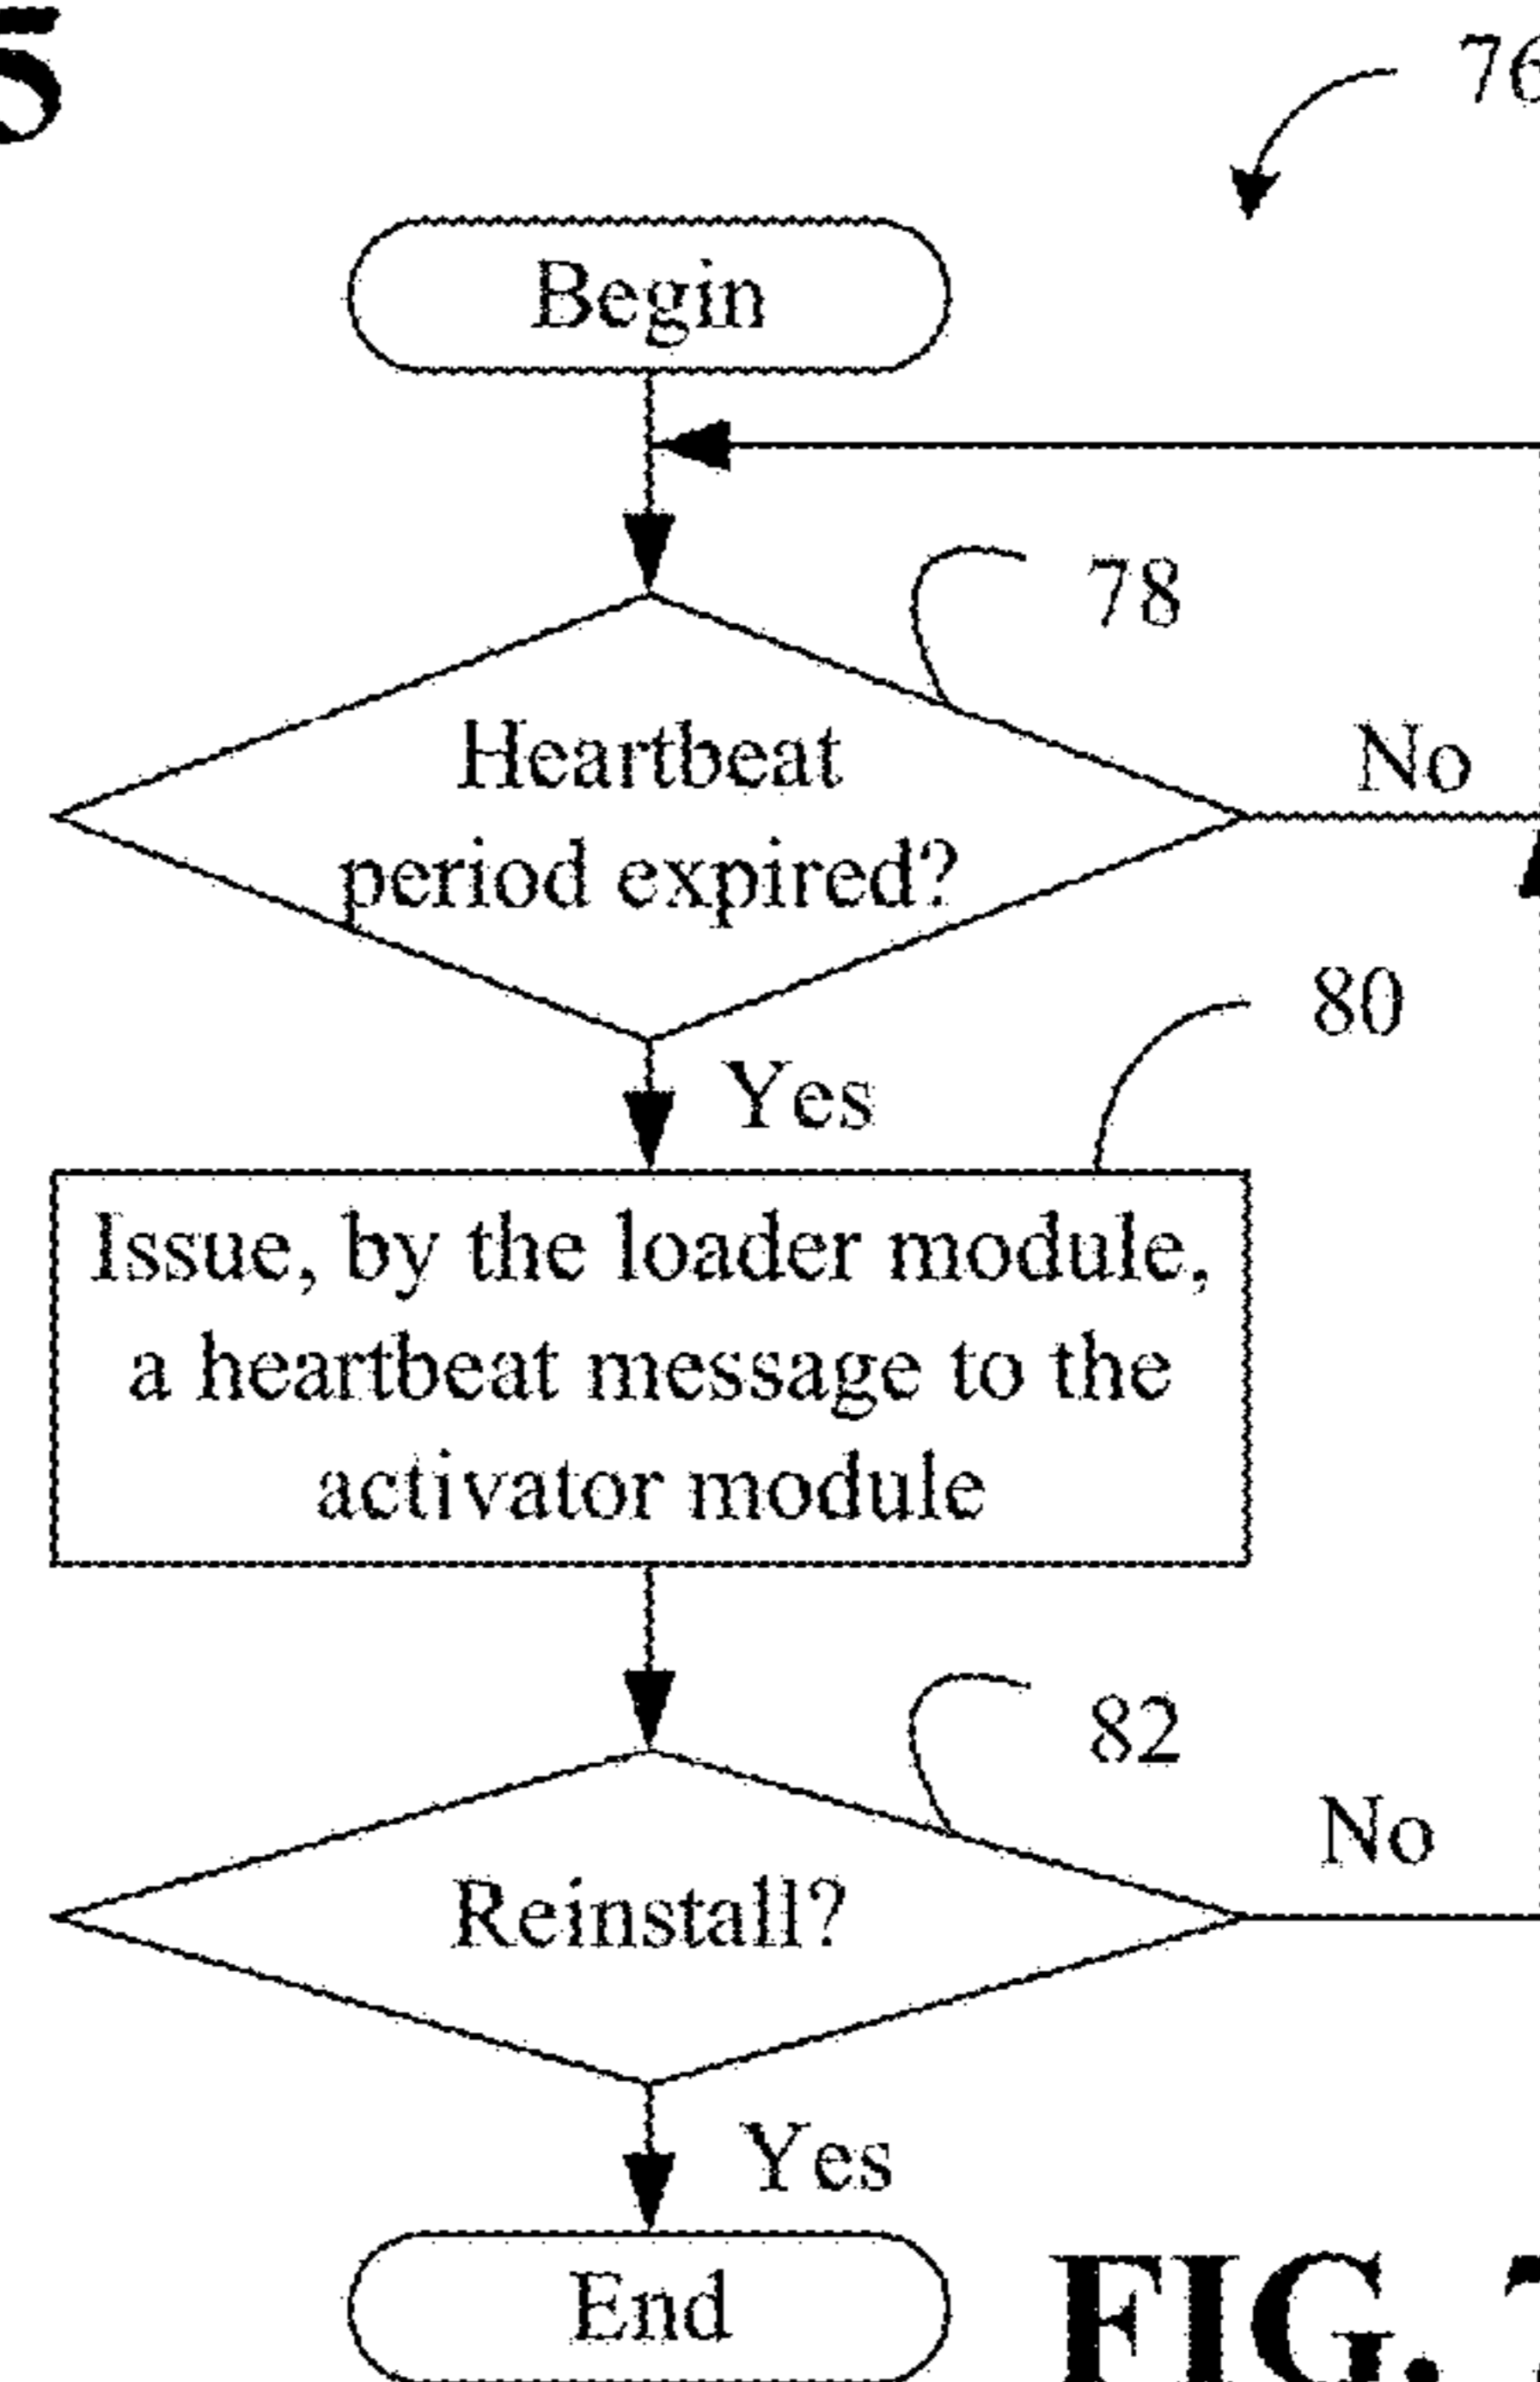 5
76
Begin
78
Heartbeat
period expired?
No
80
Yes
Issue, by the loader module,
a heartbeat message to the
activator module
82
No
Reinstall?
Yes
End
FIG.